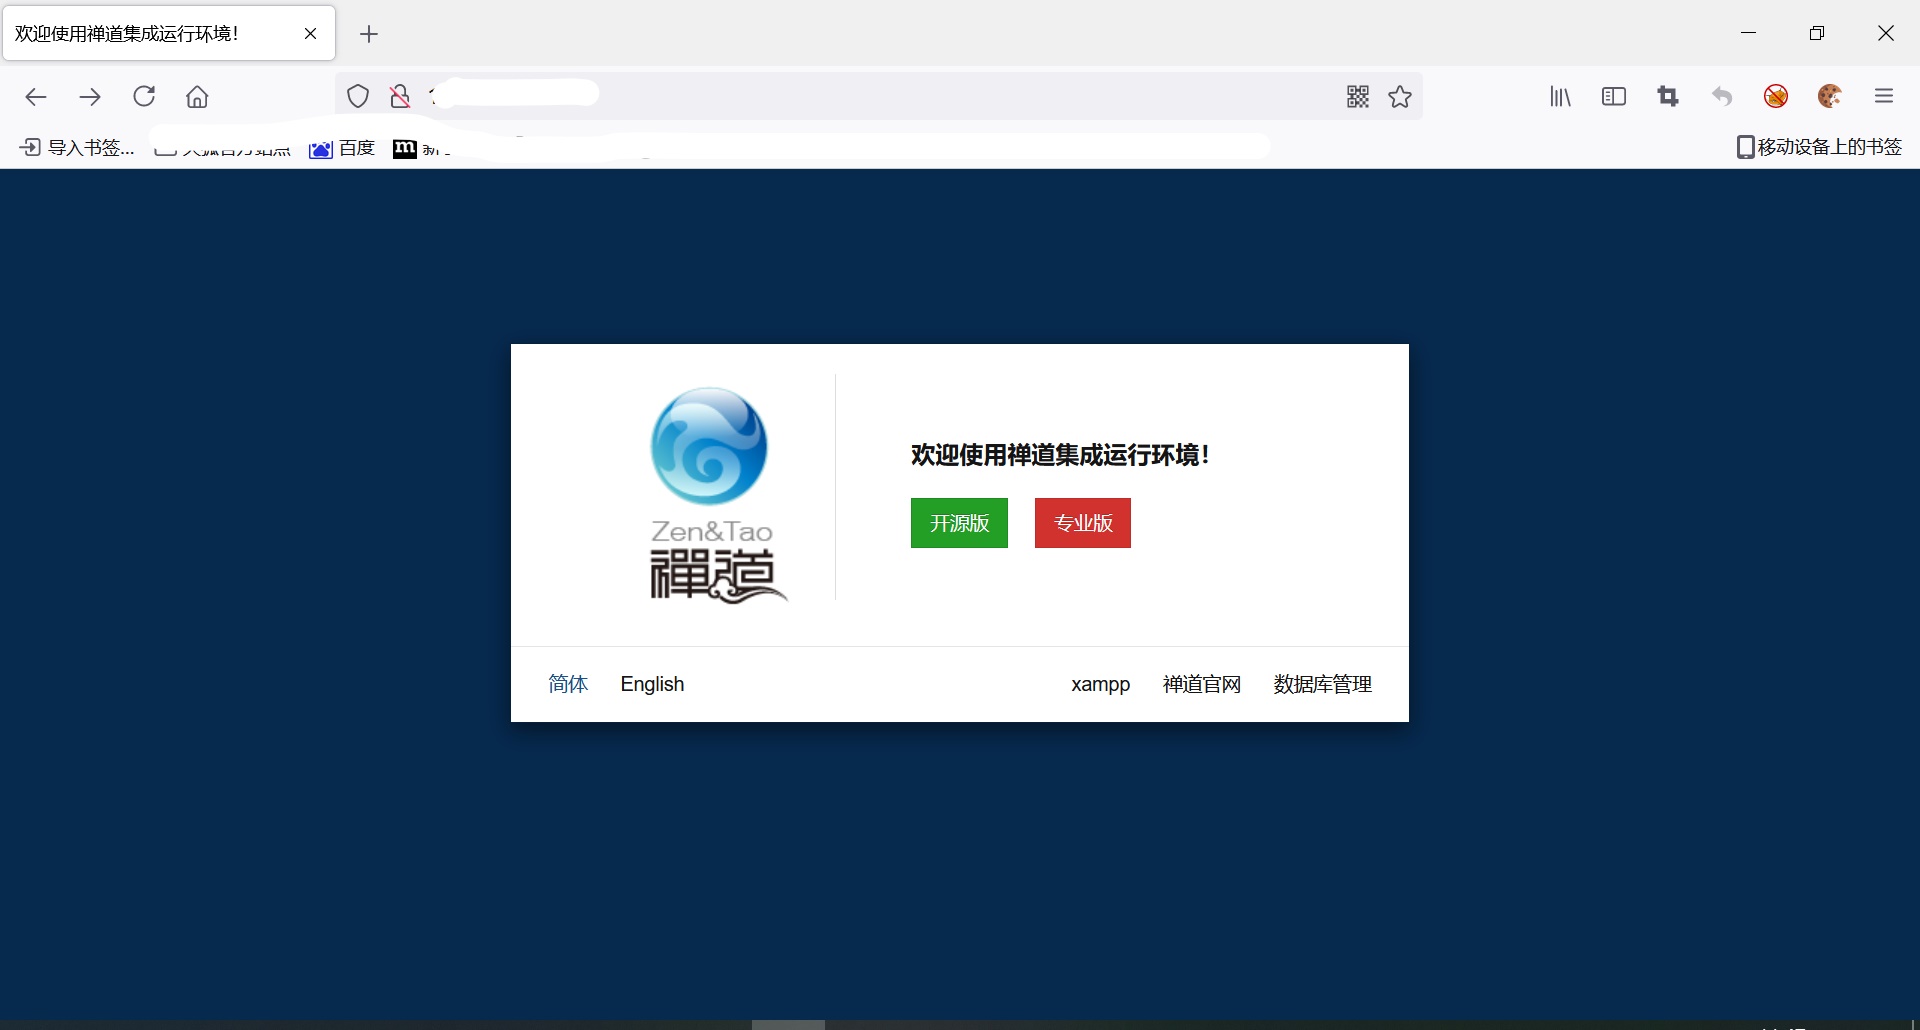 欢迎使用禅道集成运行环境！
导入书签...
百度
移动设备上的书签
Zen&Tao
禪道
欢迎使用禅道集成运行环境！
开源版
专业版
简体
English
xampp
禅道官网
数据库管理